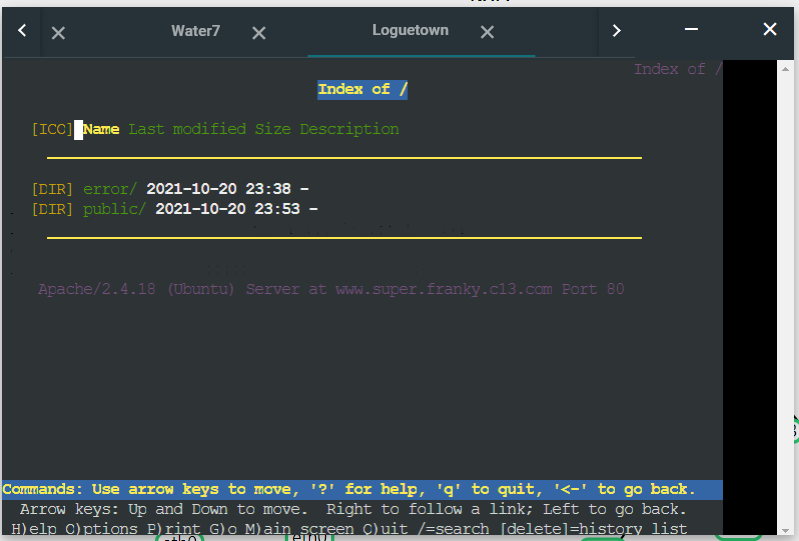 Water7
Loguetown
Index of /
Index of /
[ICO] Name Last modified Size Description
[DIR] error/ 2021-10-20 23:38 -
[DIR] public/ 2021-10-20 23:53 -
Apache/2.4.18 (Ubuntu) Server at www.super.franky.c13.com Port 80
Commands: Use arrow keys to move, '?' for help, 'q' to quit, '<-' to go back.
Arrow keys: Up and Down to move. Right to follow a link; Left to go back.
H)elp O)ptions P)rint G)o M)ain screen Q)uit /=search [delete]=history list
eth0